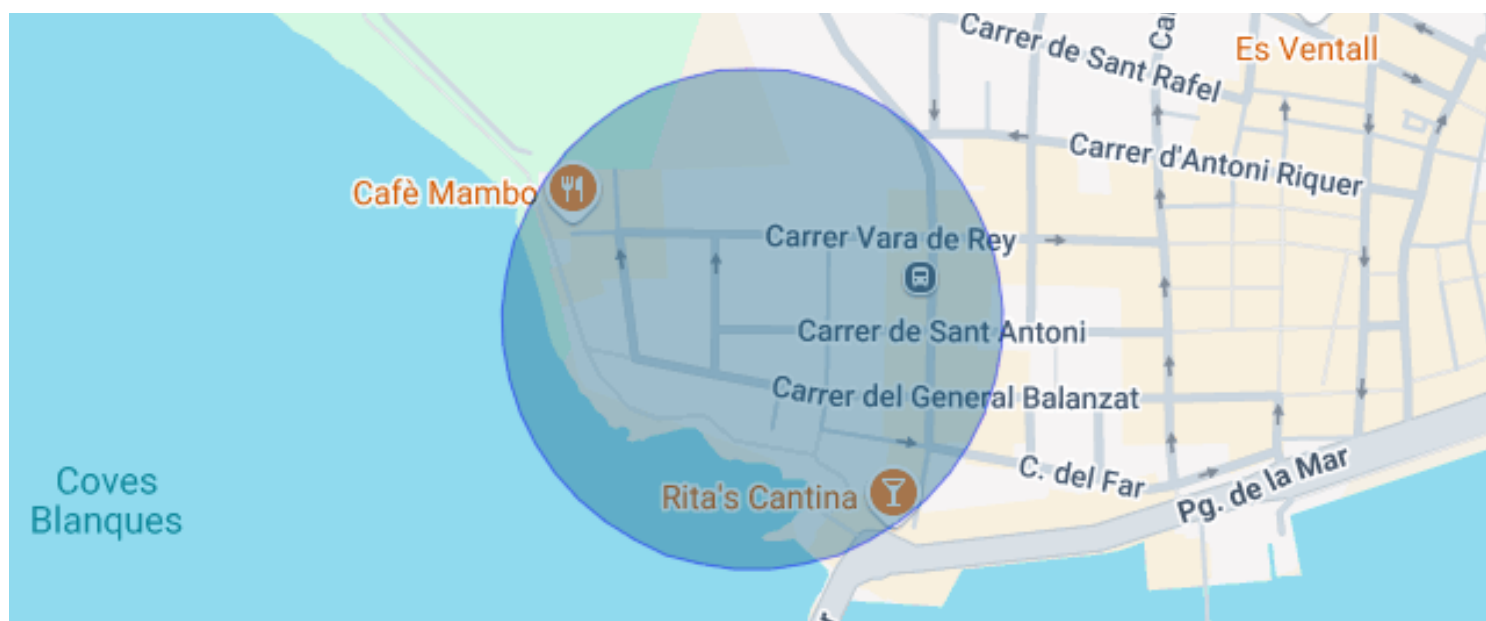 Carrer de Sant Rafel
Ca
Es Ventall
Carrer d'Antoni Riquer
Cafè Mambo
Carrer Vara de Rey
Carrer de Sant Antoni
Carrer del General Balanzat
C. del Far
Pg. de la Mar
Coves
Blanques
Rita's Cantina